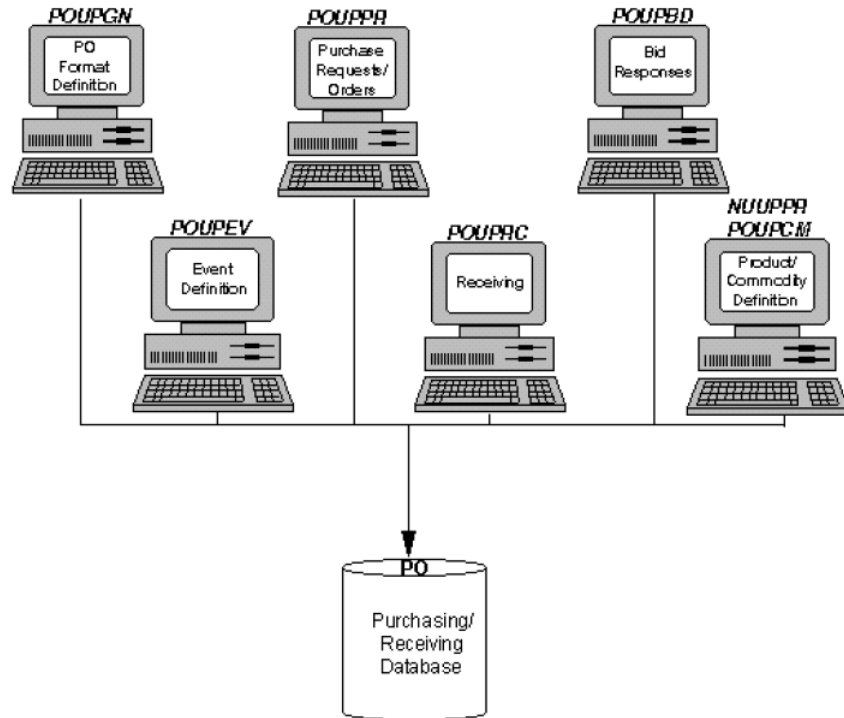 POUPGN
PO
Format
Definition
POUPPR
Purchase
Requests/
Orders
POUPBD
Bid
Responses
POUPEV
Event
Definition
POUPRC
Receiving
NUUPPR
POUPCM
Product/
Commodity
Definition
PO
Purchasing/
Receiving
Database